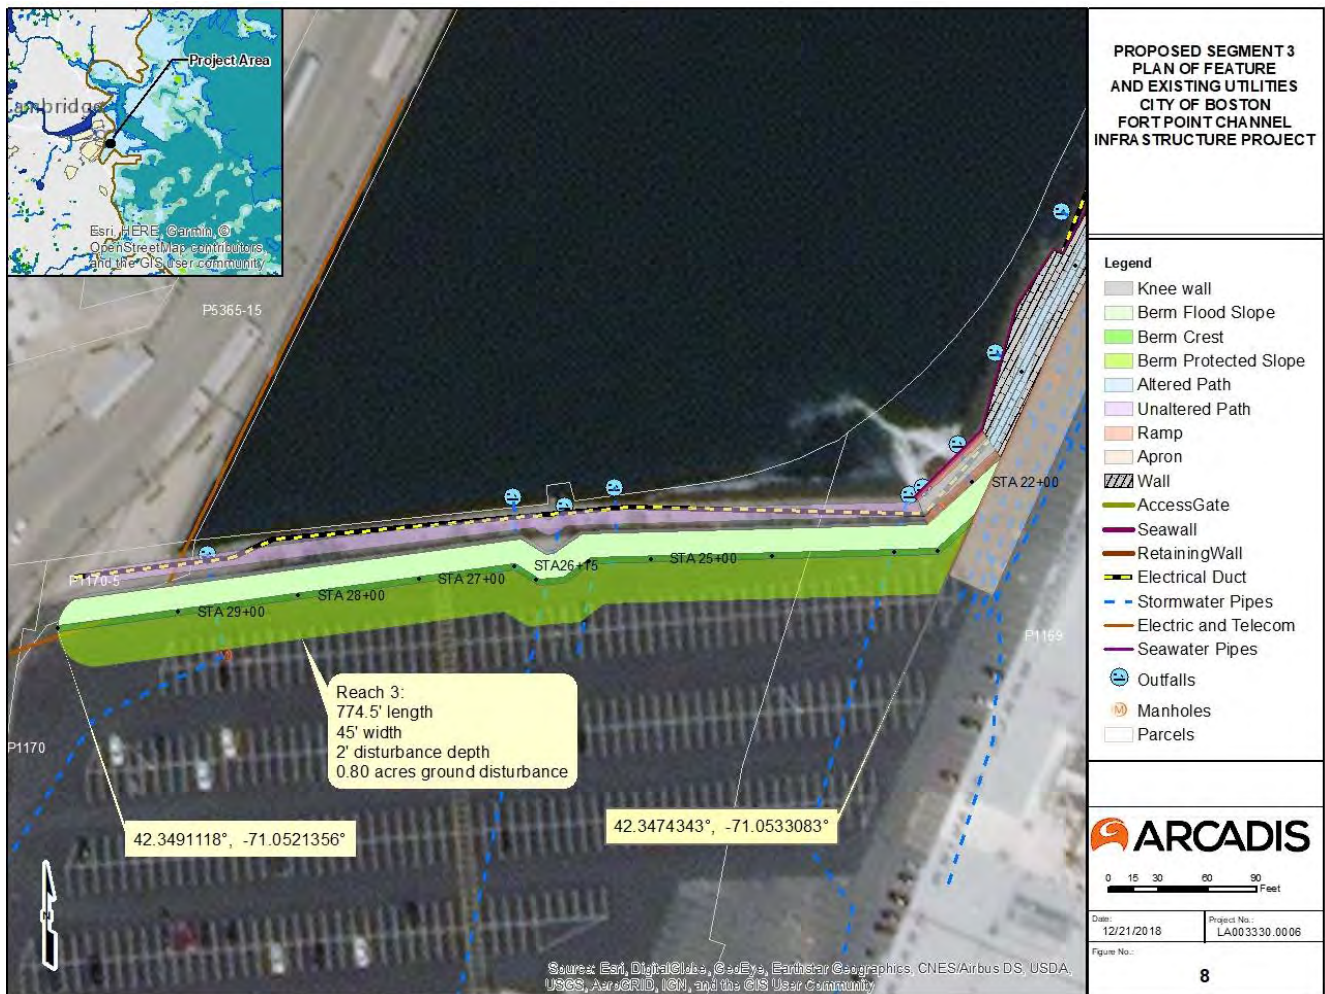 Project Area
ambridge
Esri, HERE, Garmin, ©
OpenStreetMap contributors,
and the GIS user community
P5365-15
STA 22+00
STA 25+00
STA26+15
STA 27+00
STA 28+00
STA 29+00
P1170-5
P1169
P1170
Reach 3:
774.5' length
45' width
2' disturbance depth
0.80 acres ground disturbance
42.3491118°, -71.0521356°
42.3474343°, -71.0533083°
Source: Esri, DigitalGlobe, GeoEye, Earthstar Geographics, CNES/Airbus DS, USDA,
USGS, AeroGRID, IGN, and the GIS User Community
PROPOSED SEGMENT 3
PLAN OF FEATURE
AND EXISTING UTILITIES
CITY OF BOSTON
FORT POINT CHANNEL
INFRASTRUCTURE PROJECT
Legend
Knee wall
Berm Flood Slope
Berm Crest
Berm Protected Slope
Altered Path
Unaltered Path
Ramp
Apron
Wall
AccessGate
Seawall
RetainingWall
Electrical Duct
Stormwater Pipes
Electric and Telecom
Seawater Pipes
Outfalls
M Manholes
Parcels
ARCADIS
0 15 30 60 90
Feet
Date:
12/21/2018
Project No.:
LA003330.0006
Figure No.:
8